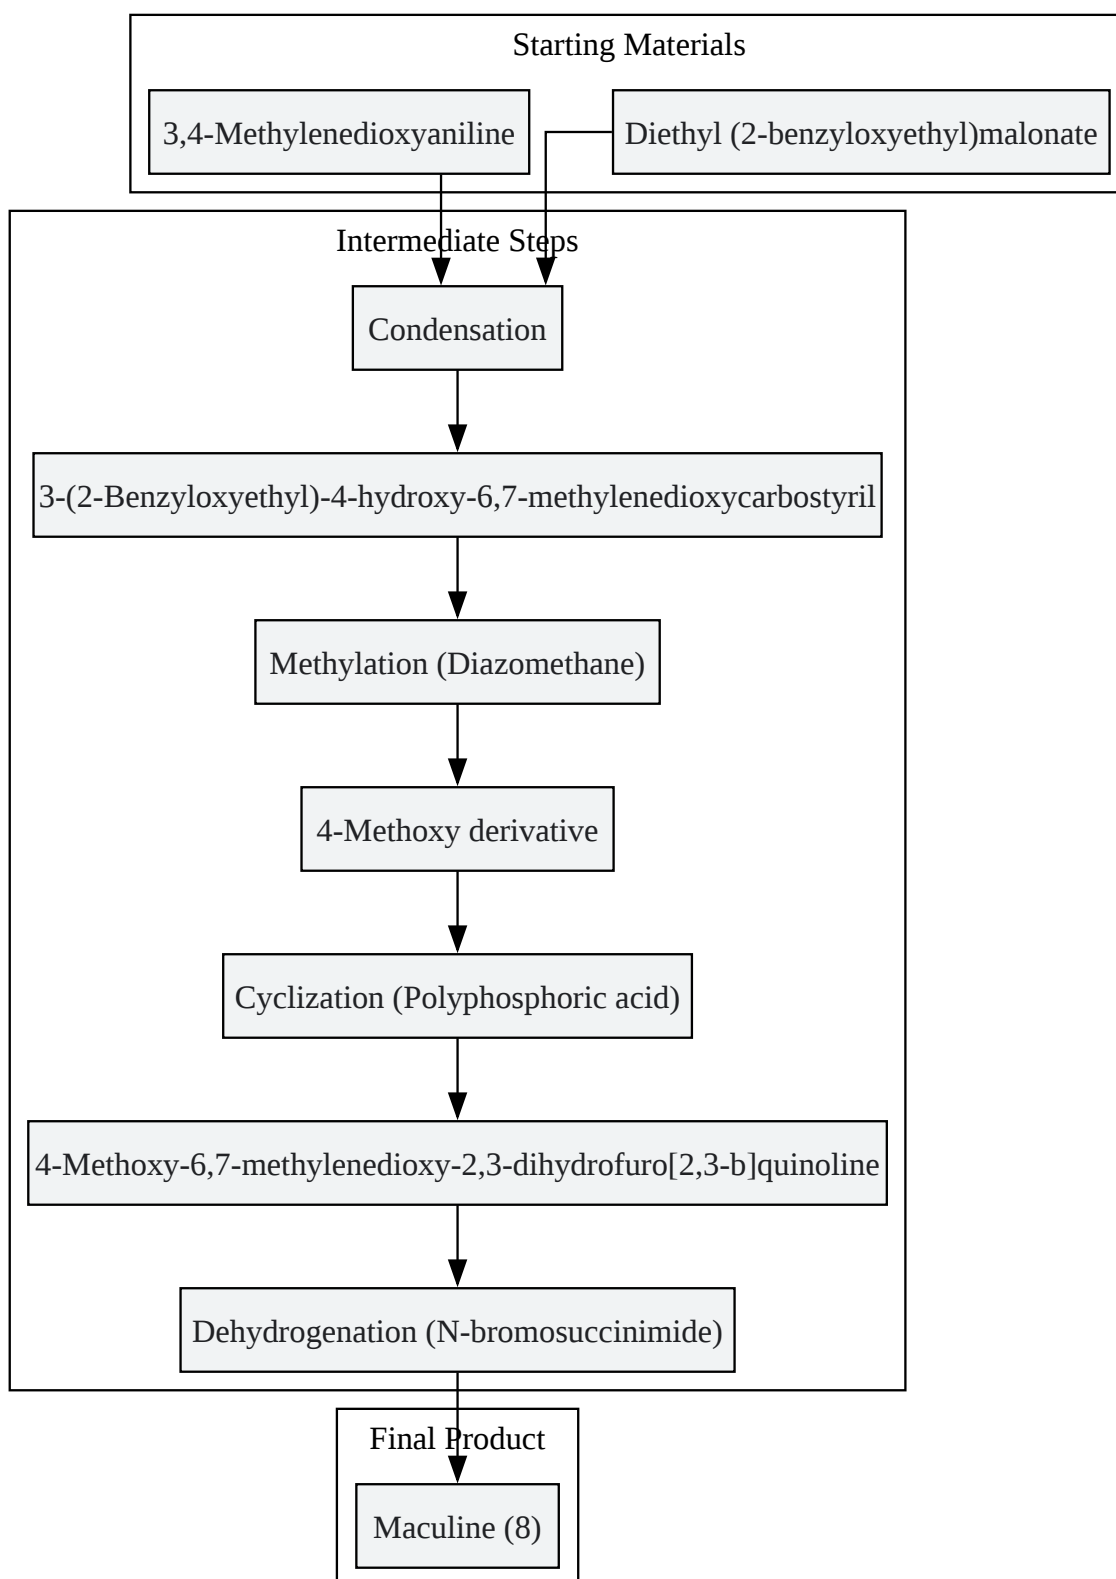 Starting Materials
3,4-Methylenedioxyaniline
Diethyl (2-benzyloxyethyl)malonate
Intermediate Steps
Condensation
3-(2-Benzyloxyethyl)-4-hydroxy-6,7-methylenedioxycarbostyril
Methylation (Diazomethane)
4-Methoxy derivative
Cyclization (Polyphosphoric acid)
4-Methoxy-6,7-methylenedioxy-2,3-dihydrofuro[2,3-b]quinoline
Dehydrogenation (N-bromosuccinimide)
Final Product
Maculine (8)